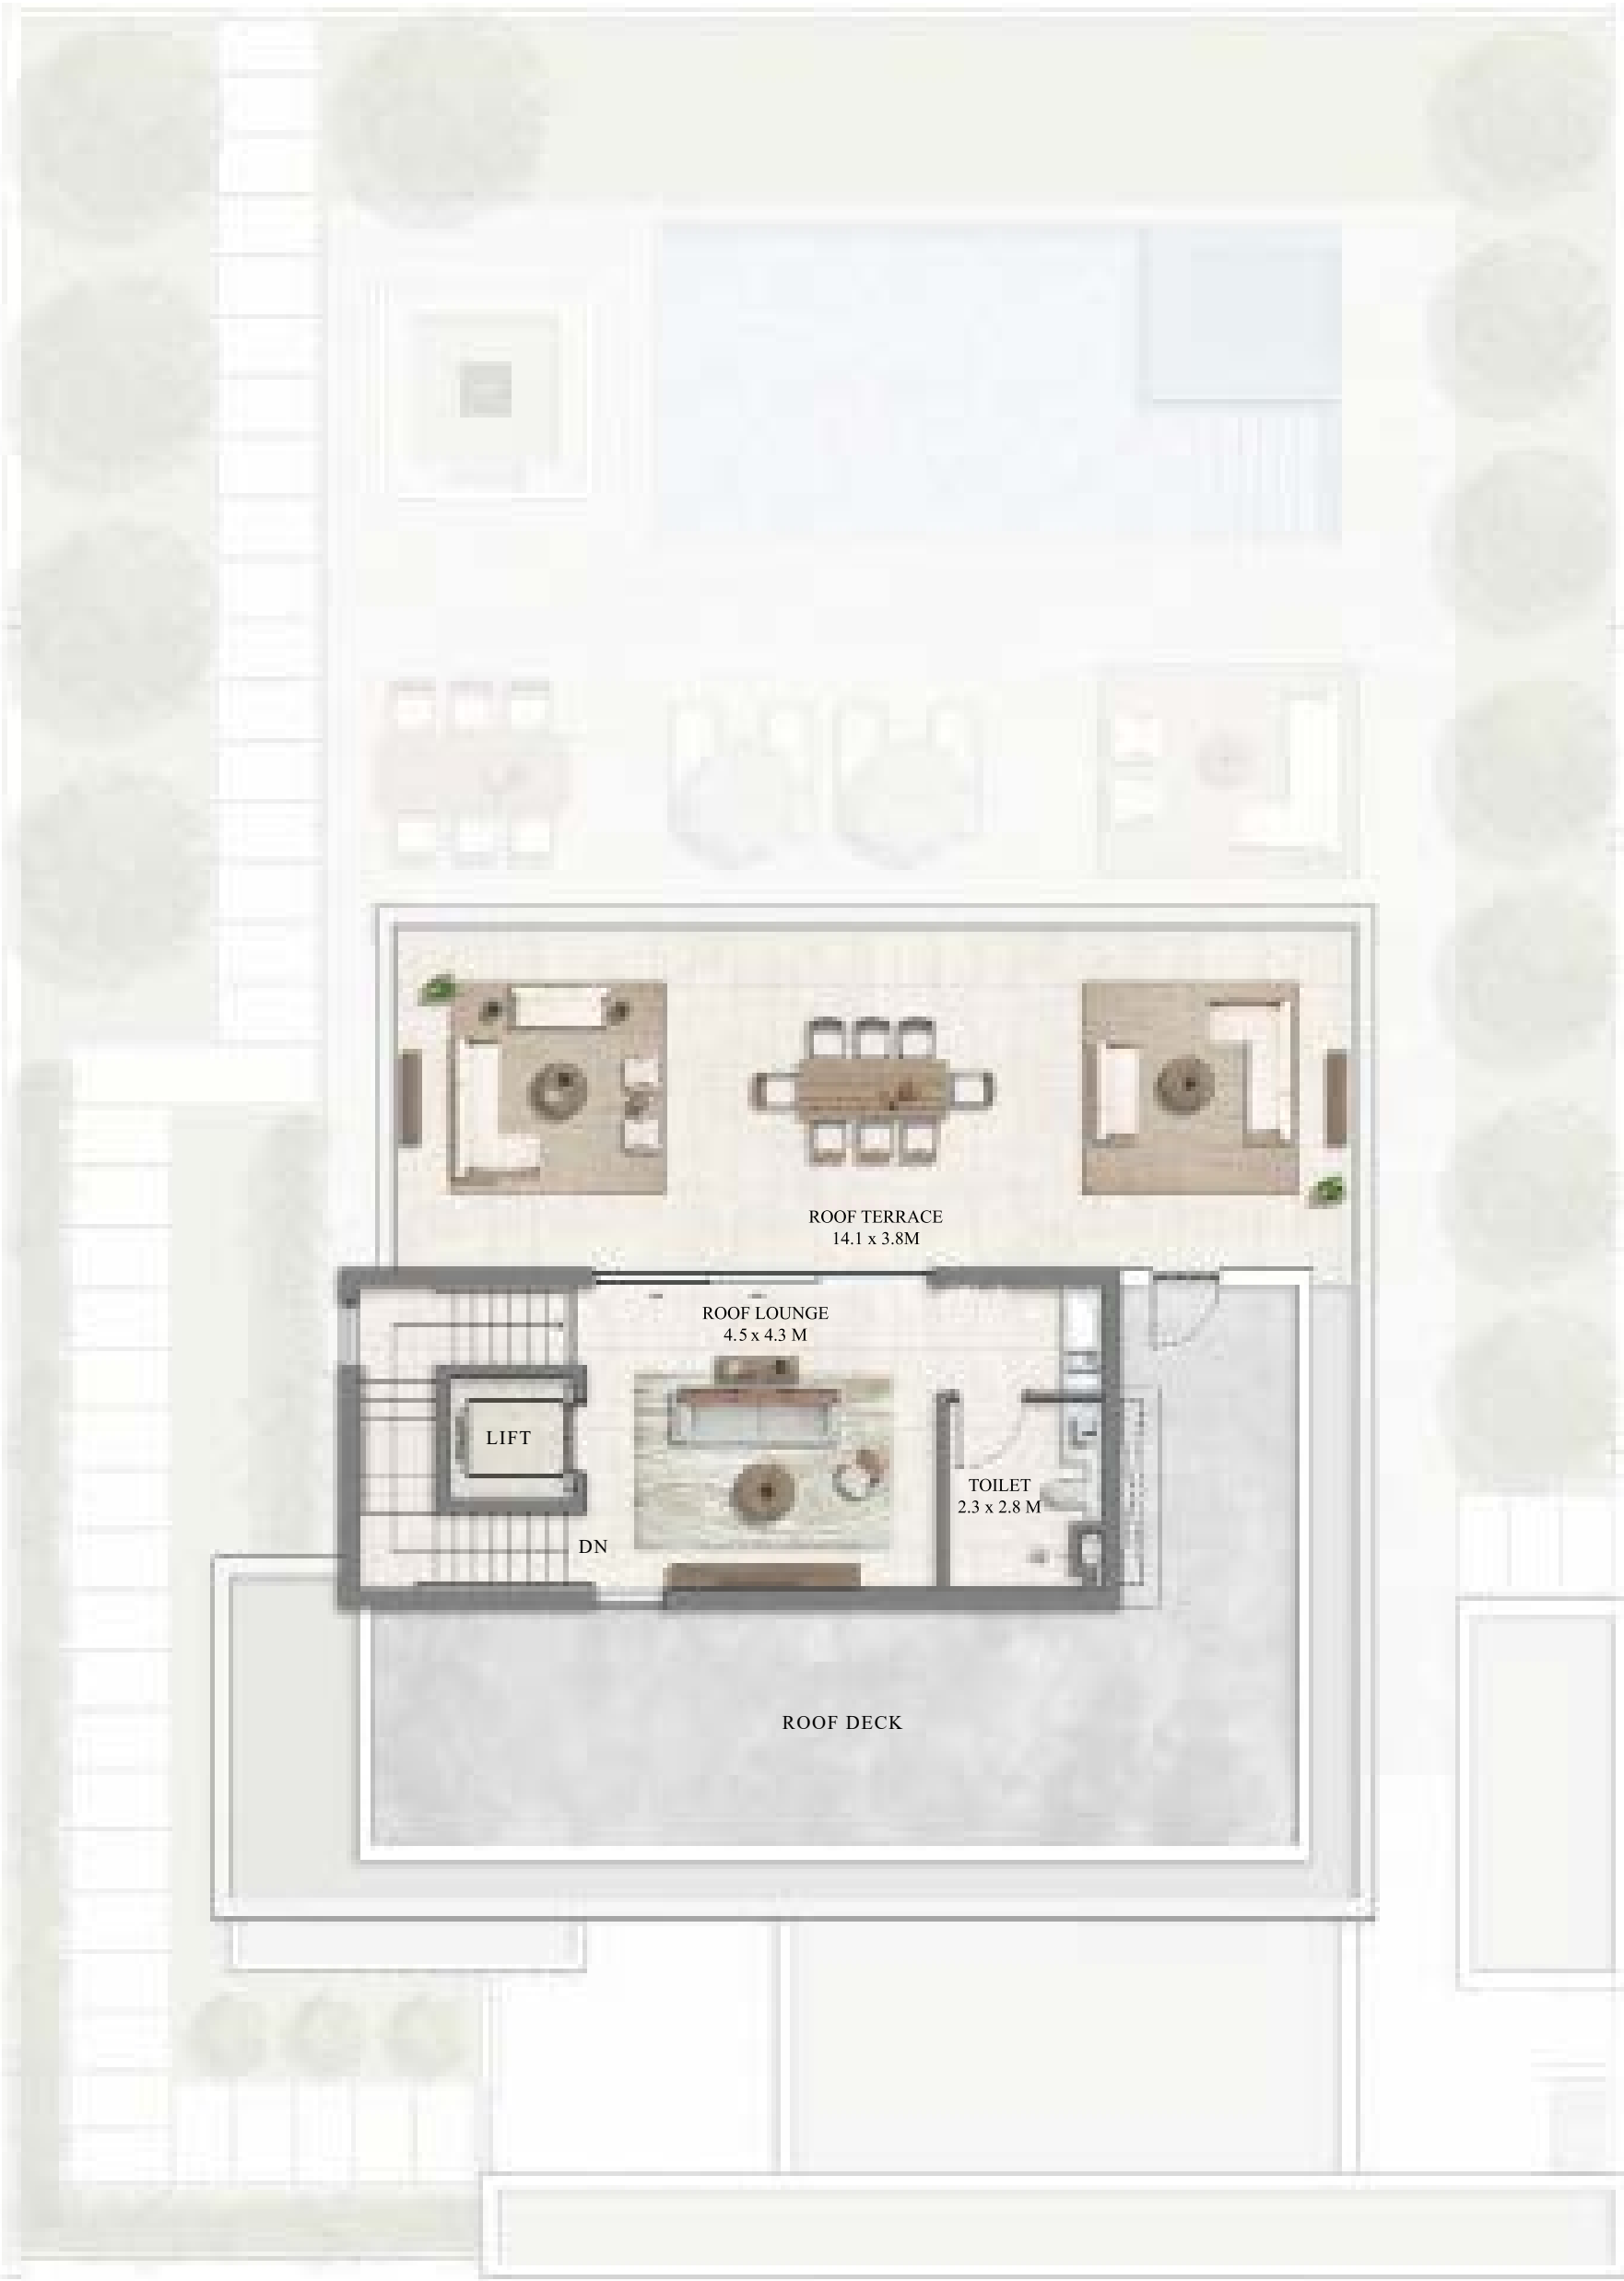 ROOF TERRACE
14.1 x 3.8M
ROOF LOUNGE
4.5 x 4.3 M
LIFT
TOILET
2.3 x 2.8 M
DN
ROOF DECK